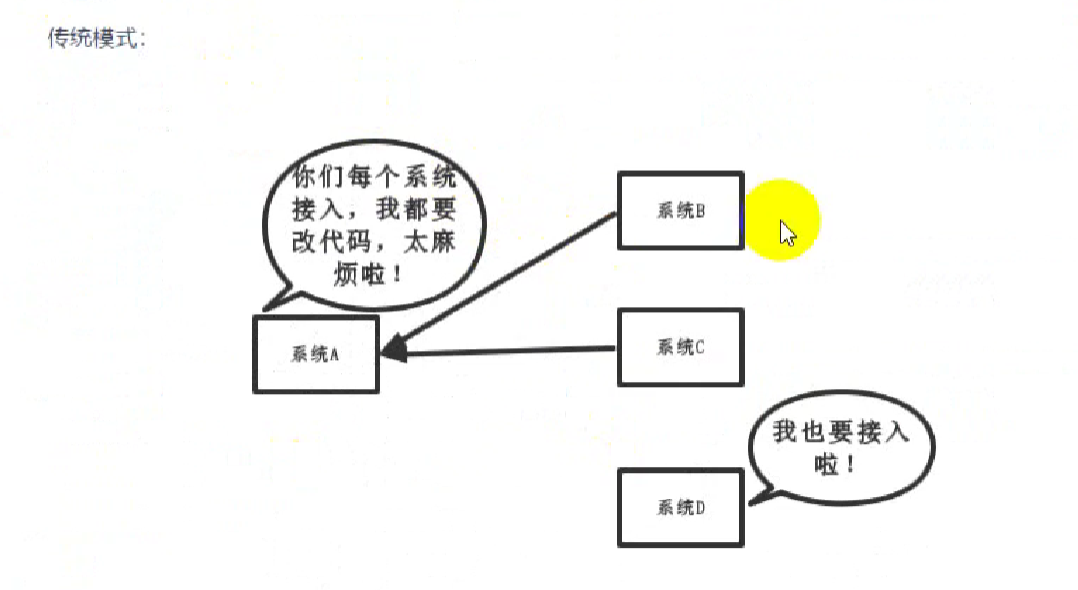 传统模式：
你们每个系统
接入，我都要
改代码，太麻
烦啦！
系统A
系统B
系统C
系统D
我也要接入
啦！